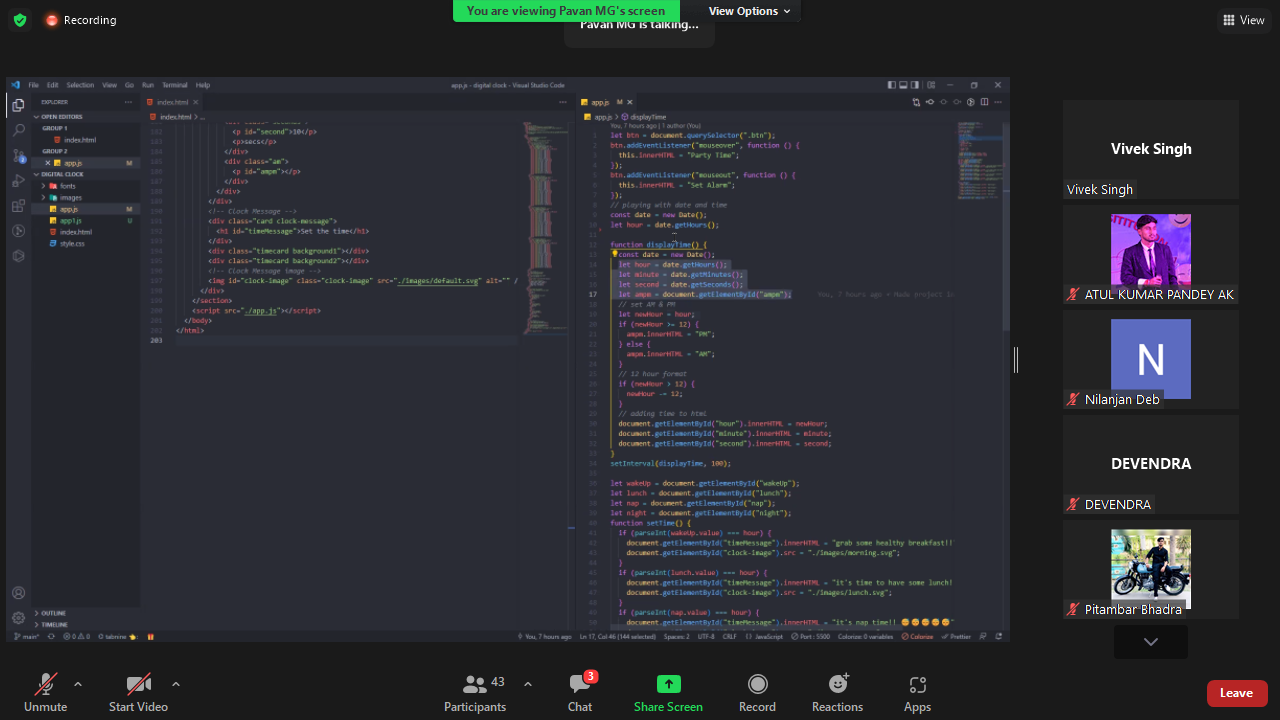 You are viewing Pavan MG's screen
View Options
Recording
Pavan MG is talking...
View
File Edit Selection View Go Run Terminal Help
app.js - digital clock - Visual Studio Code
EXPLORER
OPEN EDITORS
GROUP 1
index.html
GROUP 2
app.js M
DIGITAL CLOCK
fonts
images
app.js M
app1.js
index.html
style.css
OUTLINE
TIMELINE
index.html
index.html > ...
<p id="second">10</p>
<p>secs</p>
</div>
<div class="am">
<p id="ampm"></p>
</div>
</div>
</div>
<!-- Clock Message -->
<div class="card clock-message">
<h1 id="timeMessage">Set the time</h1>
</div>
<div class="timecard background1"></div>
<div class="timecard background2"></div>
<!-- Clock Message image -->
<img id="clock-image" class="clock-image" src="./images/default.svg" alt="" /
</div>
</section>
<script src="./app.js"></script>
</body>
</html>
203
app.js M
app.js > displayTime
You, 7 hours ago | 1 author (You)
let btn = document.querySelector(".btn");
btn.addEventListener("mouseover", function () {
this.innerHTML = "Party Time";
});
btn.addEventListener("mouseout", function () {
this.innerHTML = "Set Alarm";
});
// playing with date and time
const date = new Date();
let hour = date.getHours();
function displayTime() {
const date = new Date();
let hour = date.getHours();
let minute = date.getMinutes();
let second = date.getSeconds();
17 let ampm = document.getElementById("ampm"); You, 7 hours ago • Made project in
// set AM & PM
let newHour = hour;
if (newHour >= 12) {
ampm.innerHTML = "PM";
} else {
ampm.innerHTML = "AM";
}
// 12 hour format
if (newHour > 12) {
newHour -= 12;
}
// adding time to html
document.getElementById("hour").innerHTML = newHour;
document.getElementById("minute").innerHTML = minute;
document.getElementById("second").innerHTML = second;
}
setInterval(displayTime, 100);
let wakeUp = document.getElementById("wakeUp");
let lunch = document.getElementById("lunch");
let nap = document.getElementById("nap");
let night = document.getElementById("night");
function setTime() {
if (parseInt(wakeUp.value) === hour) {
document.getElementById("timeMessage").innerHTML = "grab some healthy breakfast!!
document.getElementById("clock-image").src = "./images/morning.svg";
}
if (parseInt(lunch.value) === hour) {
document.getElementById("timeMessage").innerHTML = "it's time to have some lunch!
document.getElementById("clock-image").src = "./images/lunch.svg";
}
if (parseInt(nap.value) === hour) {
document.getElementById("timeMessage").innerHTML = "it's nap time!! 😴😴😴😴😴"
main* 0 0 tabnine
You, 7 hours ago Ln 17, Col 46 (144 selected) Spaces: 2 UTF-8 CRLF JavaScript Port : 5500 Colorize: 0 variables Colorize Prettier
Vivek Singh
Vivek Singh
ATUL KUMAR PANDEY AK
N
Nilanjan Deb
DEVENDRA
DEVENDRA
Pitambar Bhadra
Unmute
Start Video
43
Participants
3
Chat
Share Screen
Record
Reactions
Apps
Leave